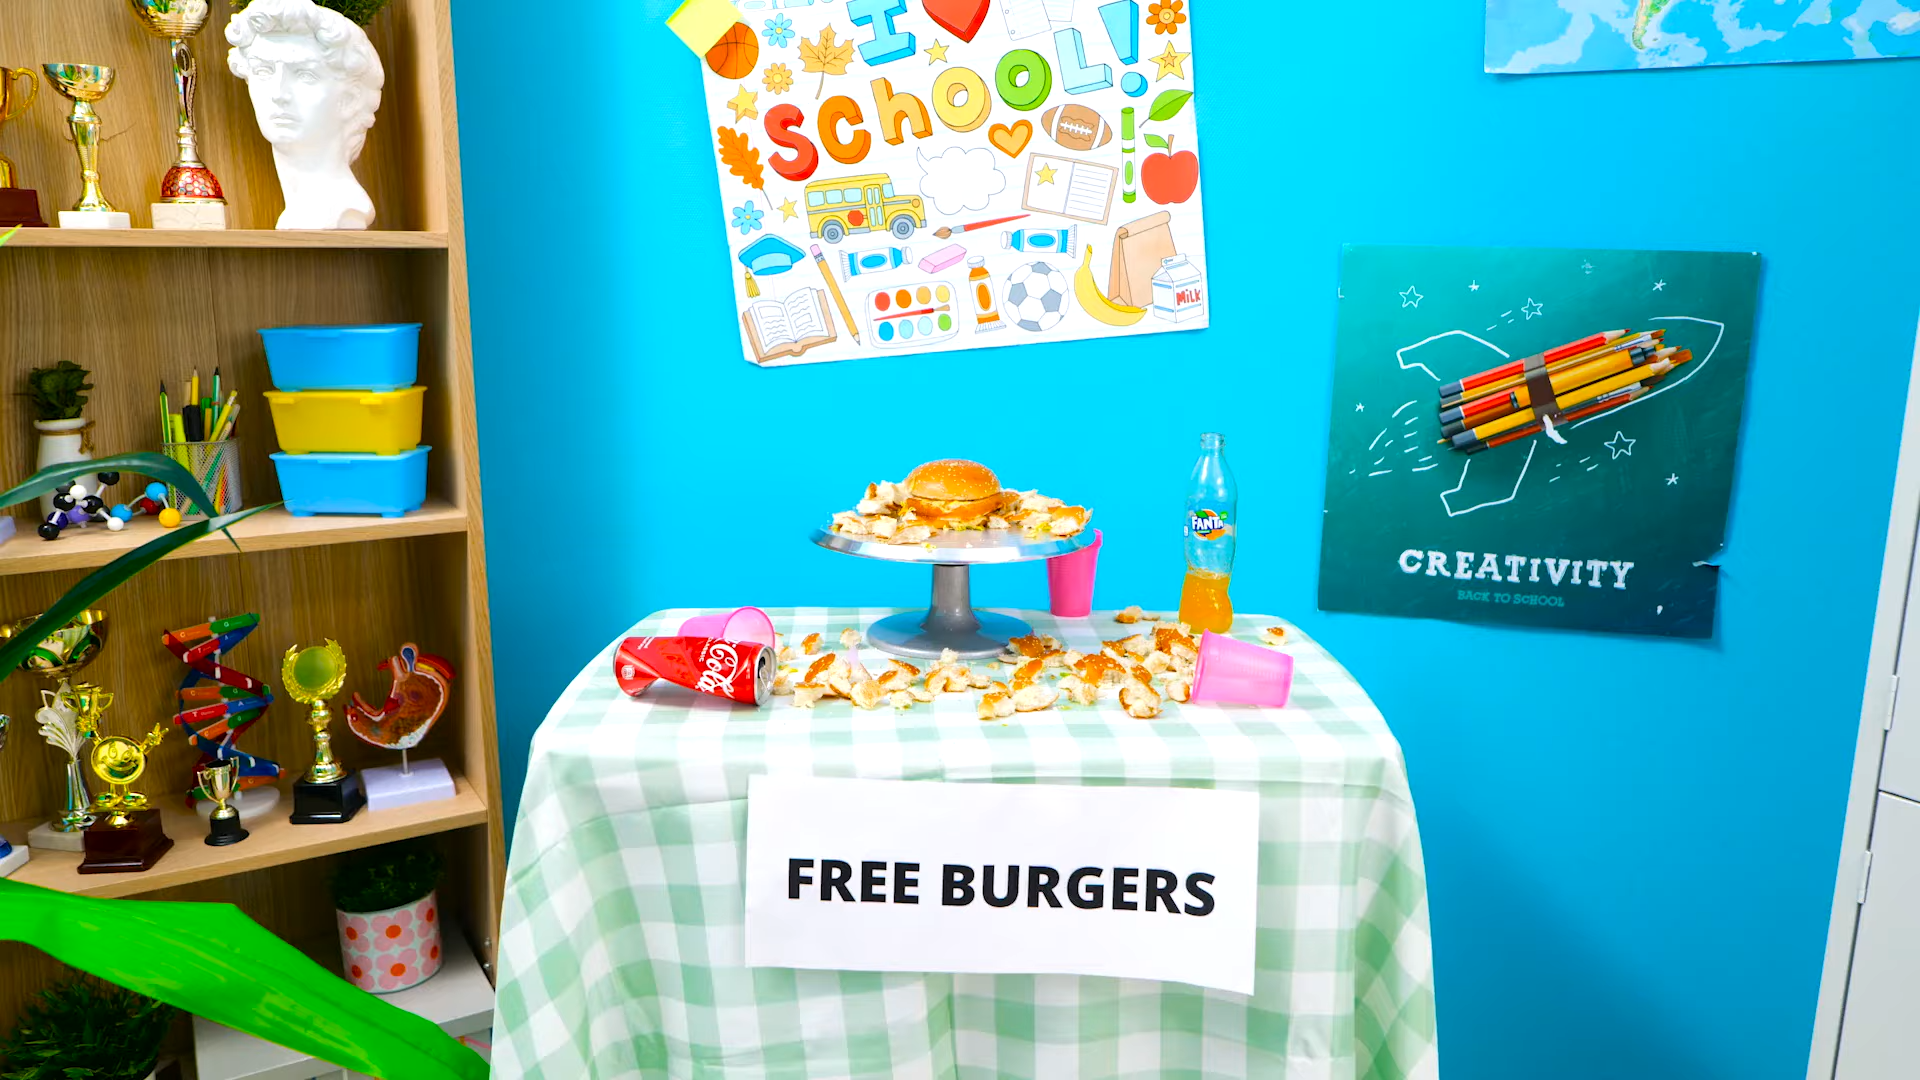 I
SCHOOL!
MILK
FANTA
CREATIVITY
BACK TO SCHOOL
Coca-Cola
FREE BURGERS